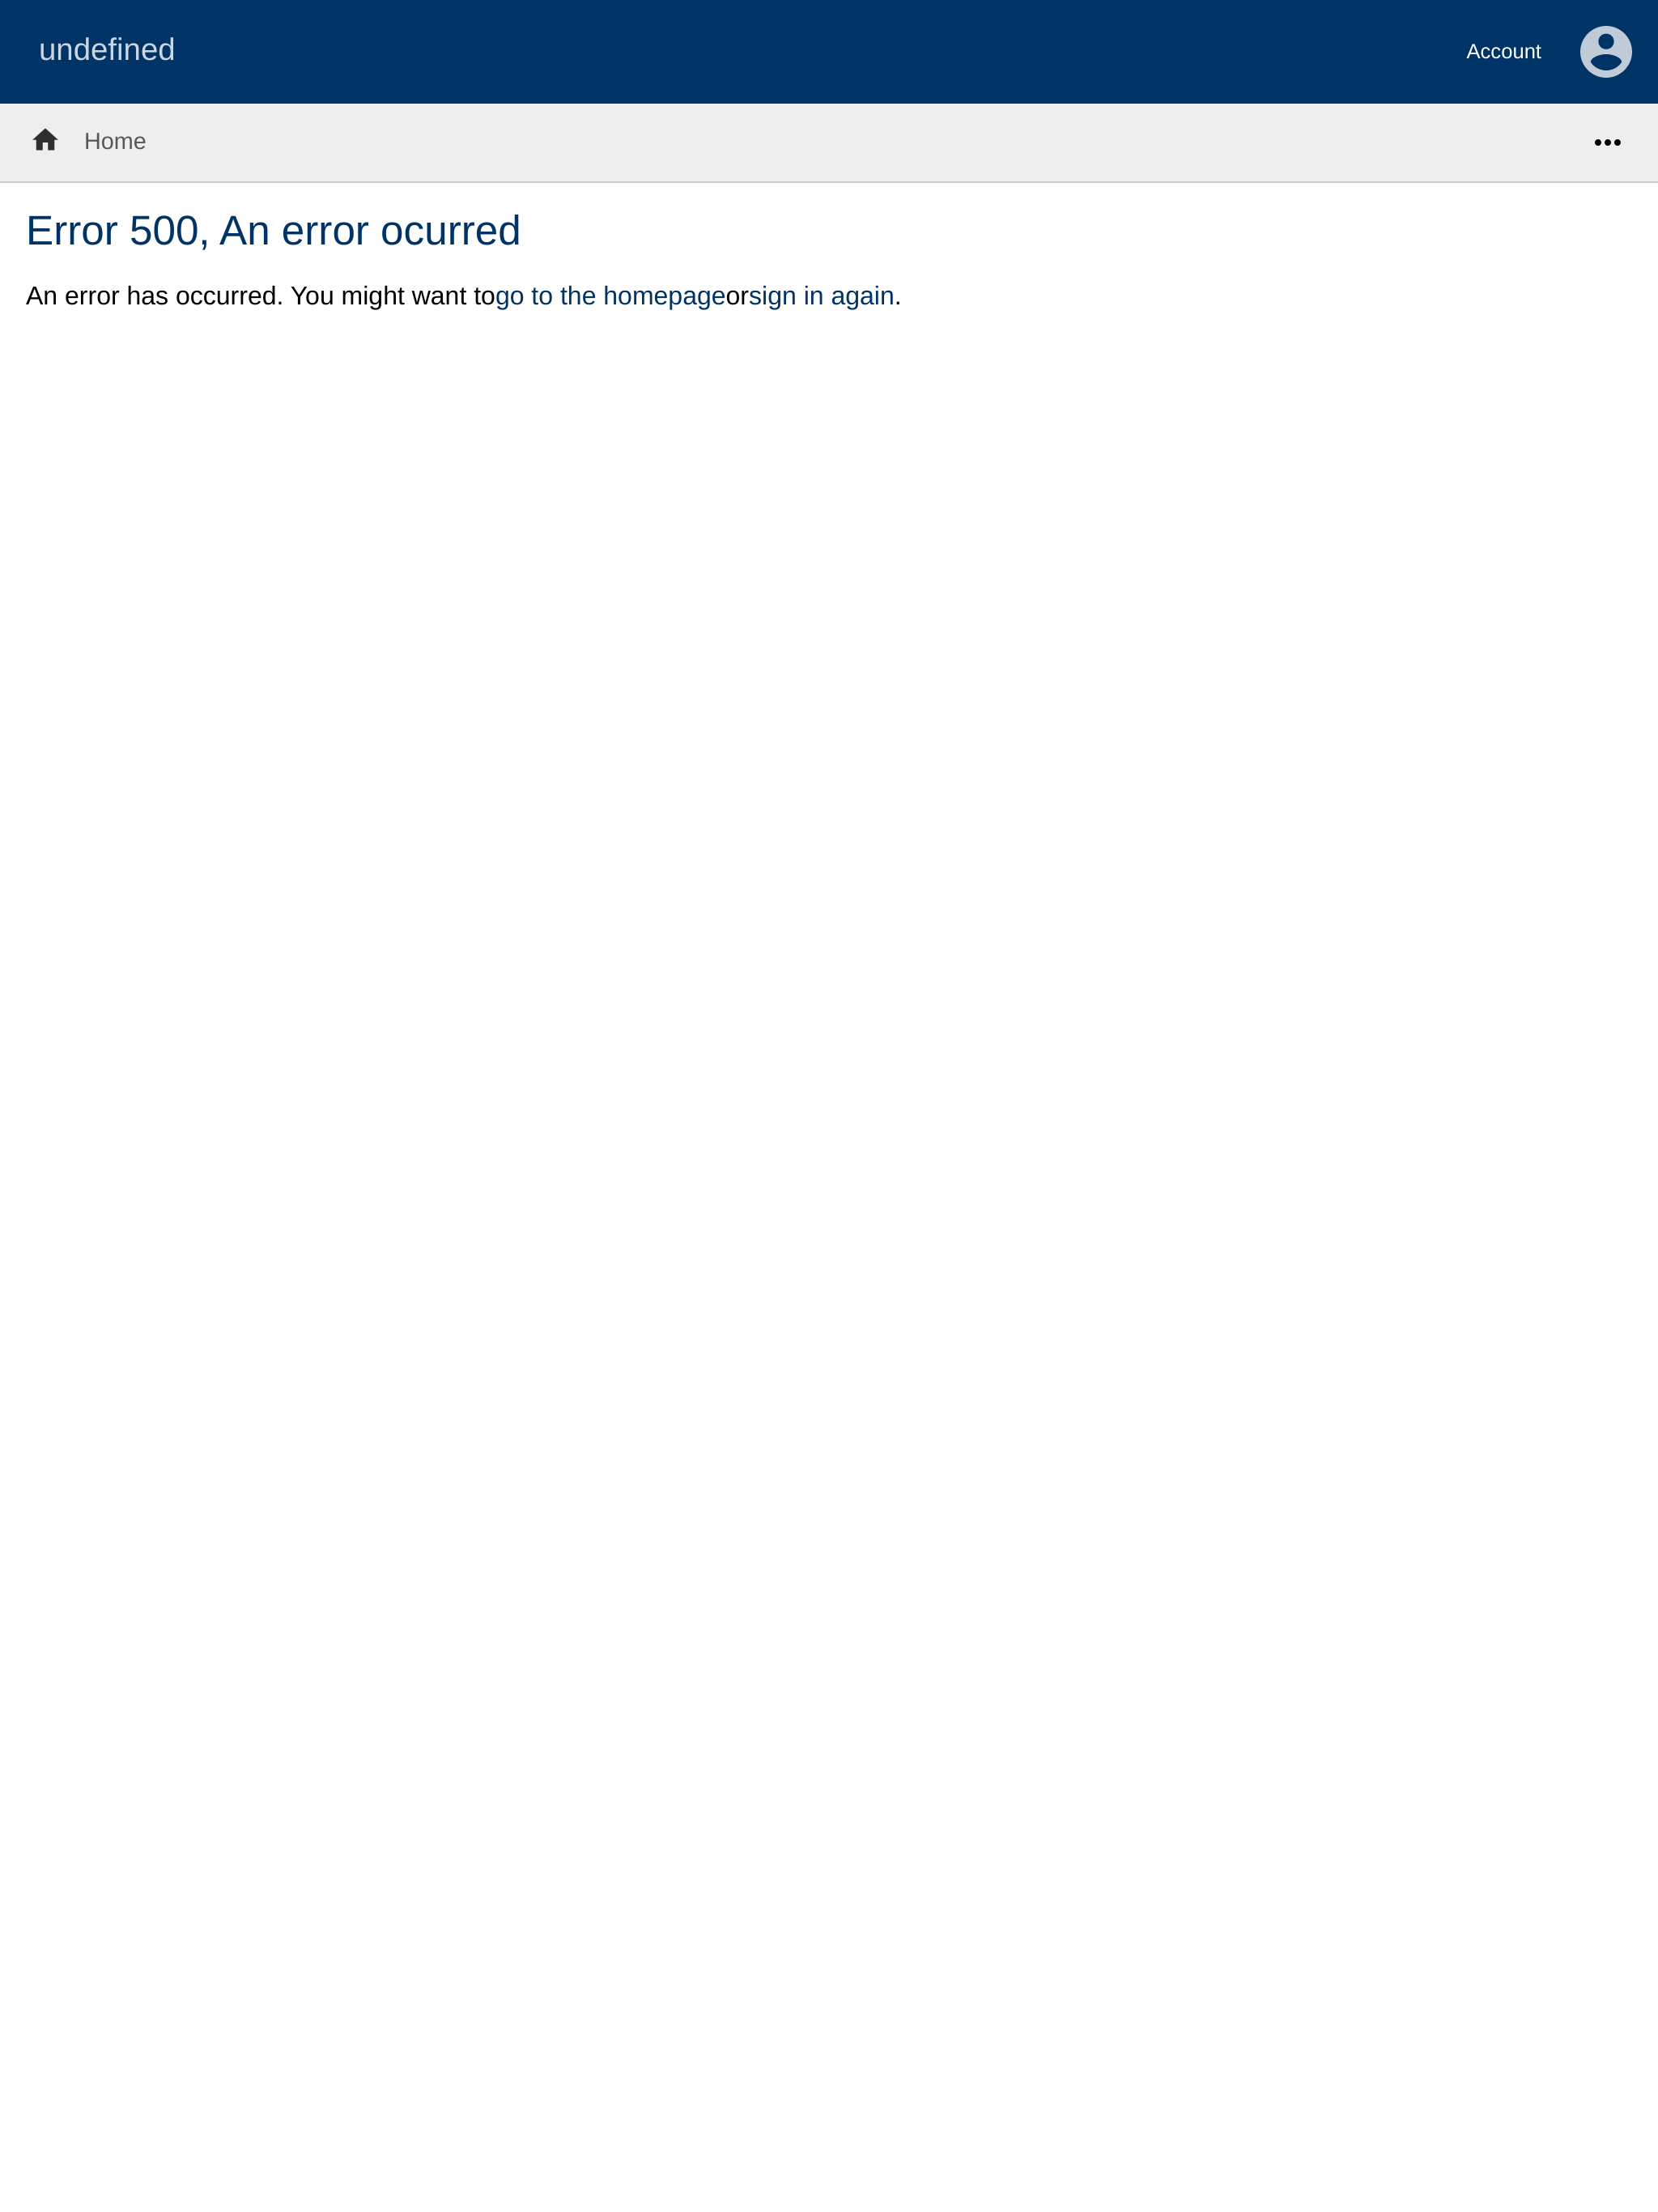 undefined
Account
Home
Error 500, An error ocurred
An error has occurred. You might want togo to the homepageorsign in again.